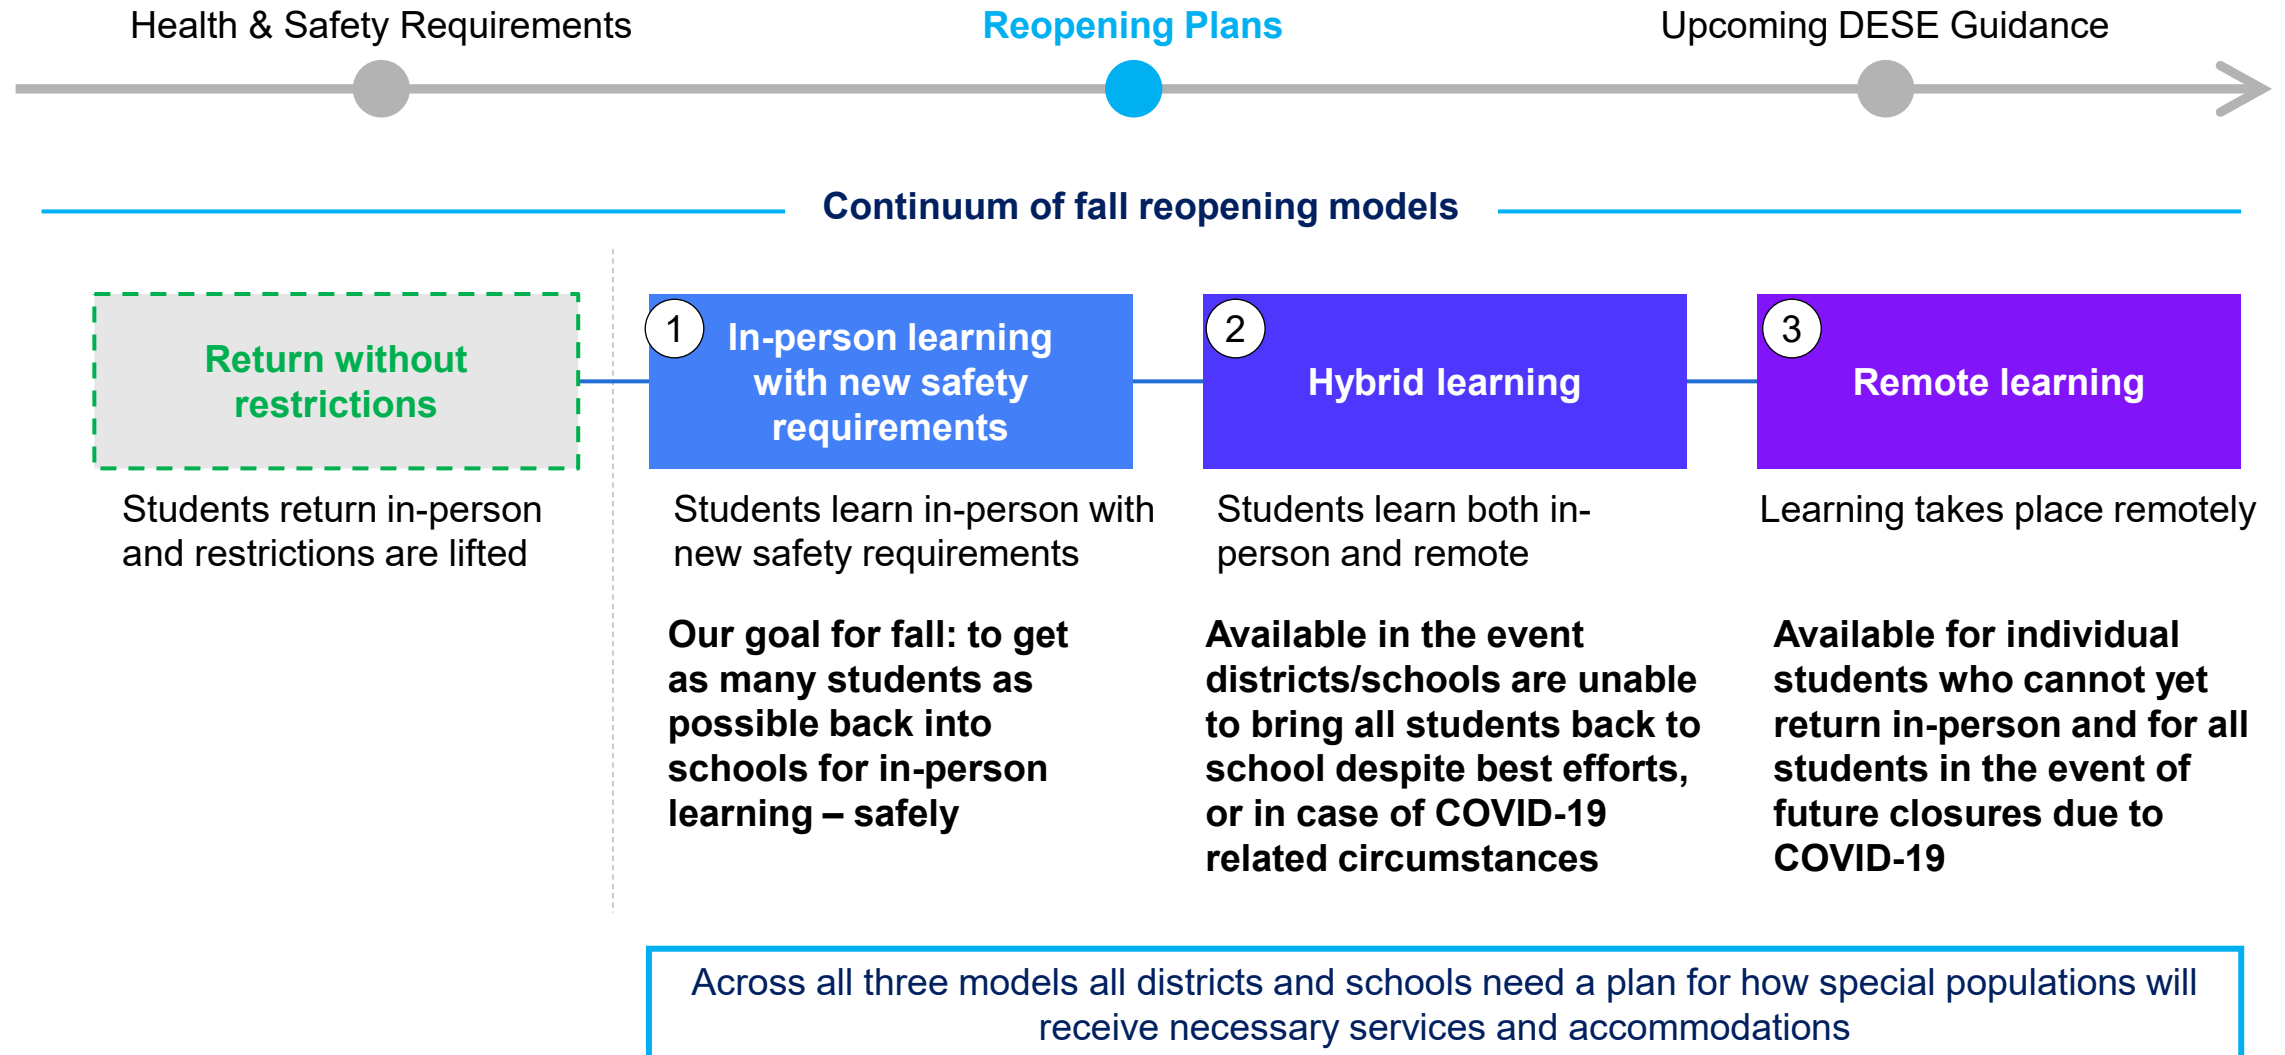 Health & Safety Requirements
Reopening Plans
Upcoming DESE Guidance
Continuum of fall reopening models
Return without
restrictions
Students return in-person
and restrictions are lifted
1
In-person learning
with new safety
requirements
Students learn in-person with
new safety requirements
Our goal for fall: to get
as many students as
possible back into
schools for in-person
learning – safely
2
Hybrid learning
Students learn both in-
person and remote
Available in the event
districts/schools are unable
to bring all students back to
school despite best efforts,
or in case of COVID-19
related circumstances
3
Remote learning
Learning takes place remotely
Available for individual
students who cannot yet
return in-person and for all
students in the event of
future closures due to
COVID-19
Across all three models all districts and schools need a plan for how special populations will
receive necessary services and accommodations